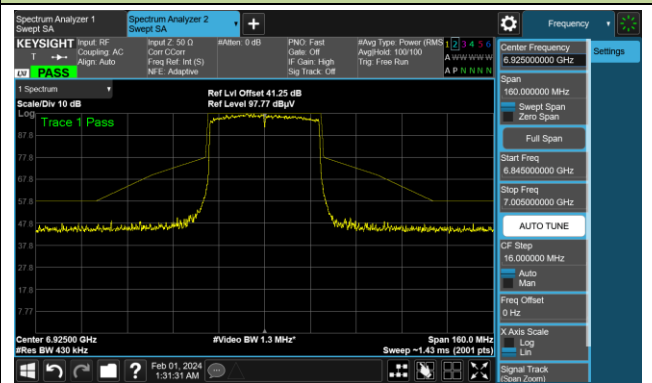 Spectrum Analyzer 1
Swept SA
Spectrum Analyzer 2
Swept SA
Frequency
KEYSIGHT
Input: RF
Coupling: AC
Align: Auto
Input Z: 50 Ω
Corr CCorr
Freq Ref: Int (S)
NFE: Adaptive
#Atten: 0 dB
PNO: Fast
Gate: Off
IF Gain: High
Sig Track: Off
#Avg Type: Power (RMS
Avg|Hold: 100/100
Trig: Free Run
1 2 3 4 5 6
A W W W W W
A P N N N N
T
LXI
PASS
1 Spectrum
Scale/Div 10 dB
Ref Lvl Offset 41.25 dB
Ref Level 97.77 dBµV
Log
Trace 1 Pass
87.8
77.8
67.8
57.8
47.8
37.8
27.8
17.8
7.77
Center 6.92500 GHz
#Video BW 1.3 MHz*
Span 160.0 MHz
#Res BW 430 kHz
Sweep ~1.43 ms (2001 pts)
Feb 01, 2024
1:31:31 AM
Center Frequency
6.925000000 GHz
Settings
Span
160.000000 MHz
Swept Span
Zero Span
Full Span
Start Freq
6.845000000 GHz
Stop Freq
7.005000000 GHz
AUTO TUNE
CF Step
16.000000 MHz
Auto
Man
Freq Offset
0 Hz
X Axis Scale
Log
Lin
Signal Track
(Span Zoom)